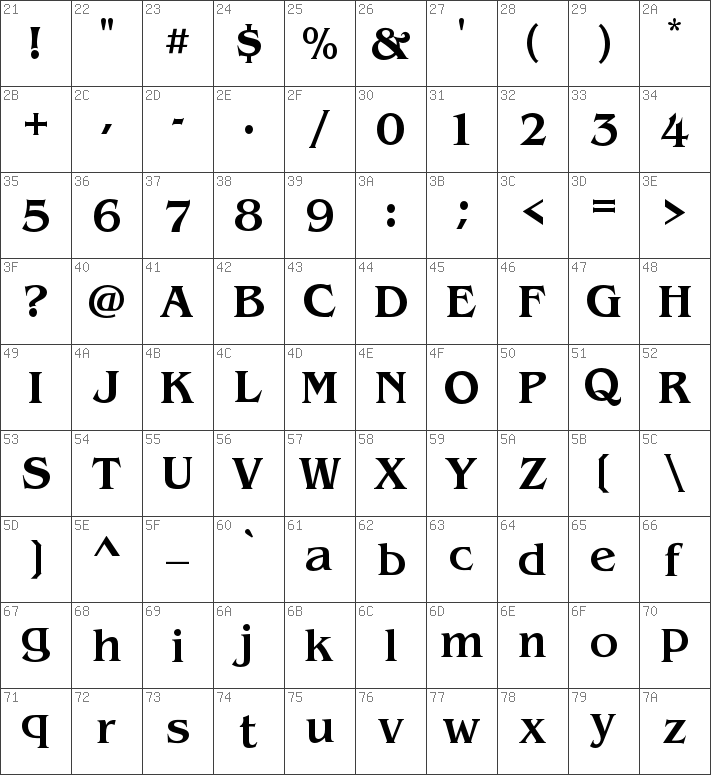 21 22 23 24 25 26 27 28 29 2A
! " # $ % & ' ( ) *
2B 2C 2D 2E 2F 30 31 32 33 34
+ , - . / 0 1 2 3 4
35 36 37 38 39 3A 3B 3C 3D 3E
5 6 7 8 9 : ; < = >
3F 40 41 42 43 44 45 46 47 48
? @ A B C D E F G H
49 4A 4B 4C 4D 4E 4F 50 51 52
I J K L M N O P Q R
53 54 55 56 57 58 59 5A 5B 5C
S T U V W X Y Z [ \
5D 5E 5F 60 61 62 63 64 65 66
] ^ _ ` a b c d e f
67 68 69 6A 6B 6C 6D 6E 6F 70
g h i j k l m n o p
71 72 73 74 75 76 77 78 79 7A
q r s t u v w x y z